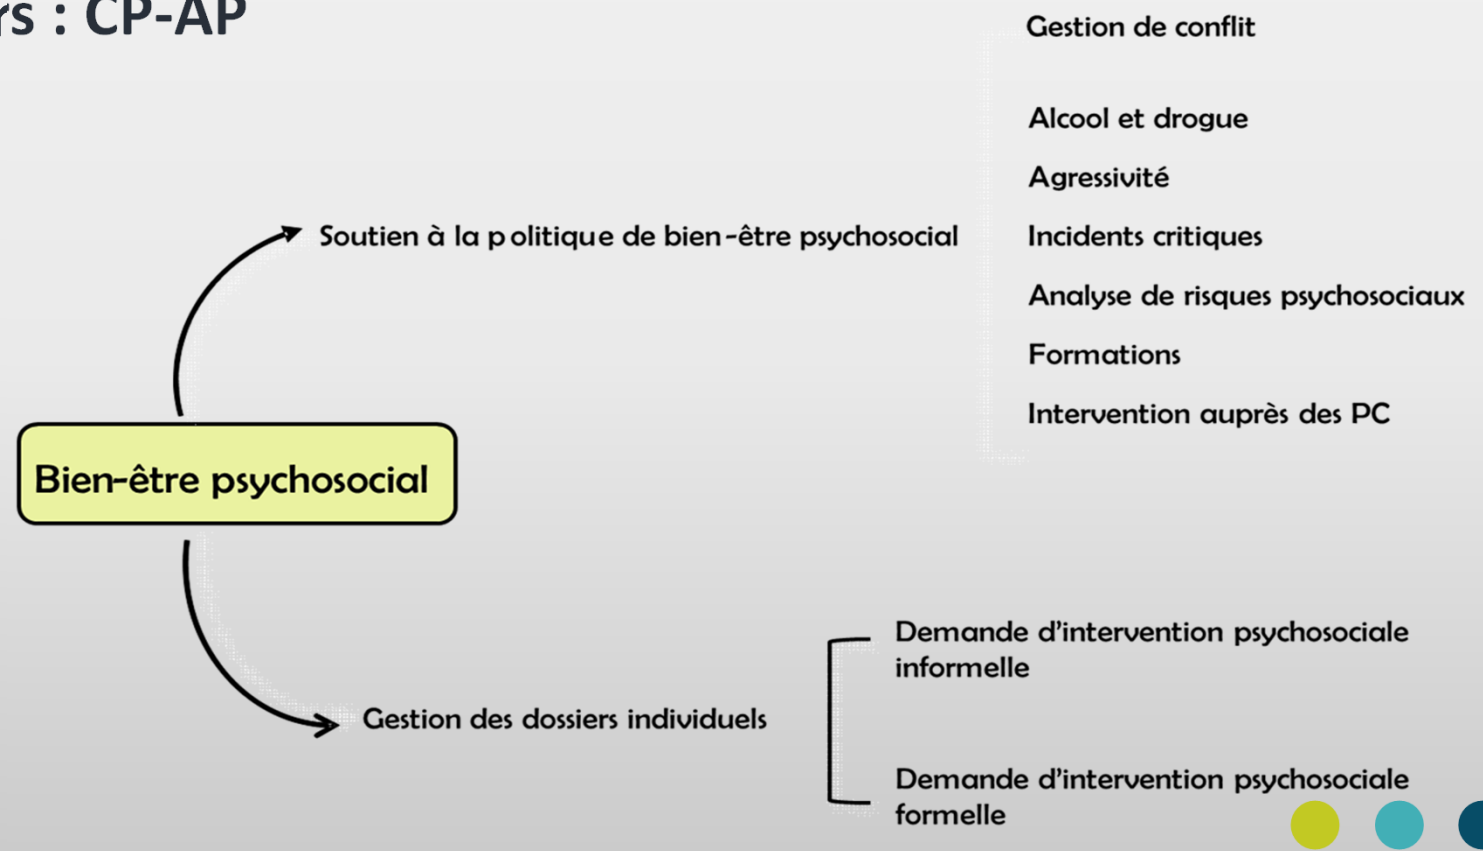 rs : CP-AP
Gestion de conflit
Alcool et drogue
Agressivité
Incidents critiques
Analyse de risques psychosociaux
Formations
Intervention auprès des PC
Soutien à la politique de bien-être psychosocial
Bien-être psychosocial
Gestion des dossiers individuels
Demande d'intervention psychosociale
informelle
Demande d'intervention psychosociale
formelle